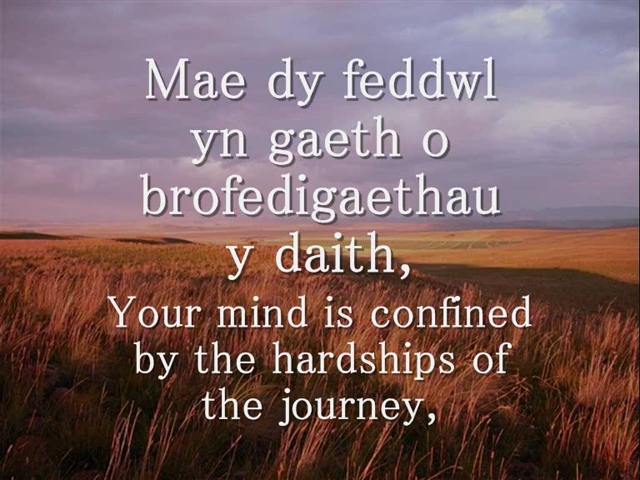 Mae dy feddwl
yn gaeth o
brofedigaethau
y daith,
Your mind is confined
by the hardships of
the journey,